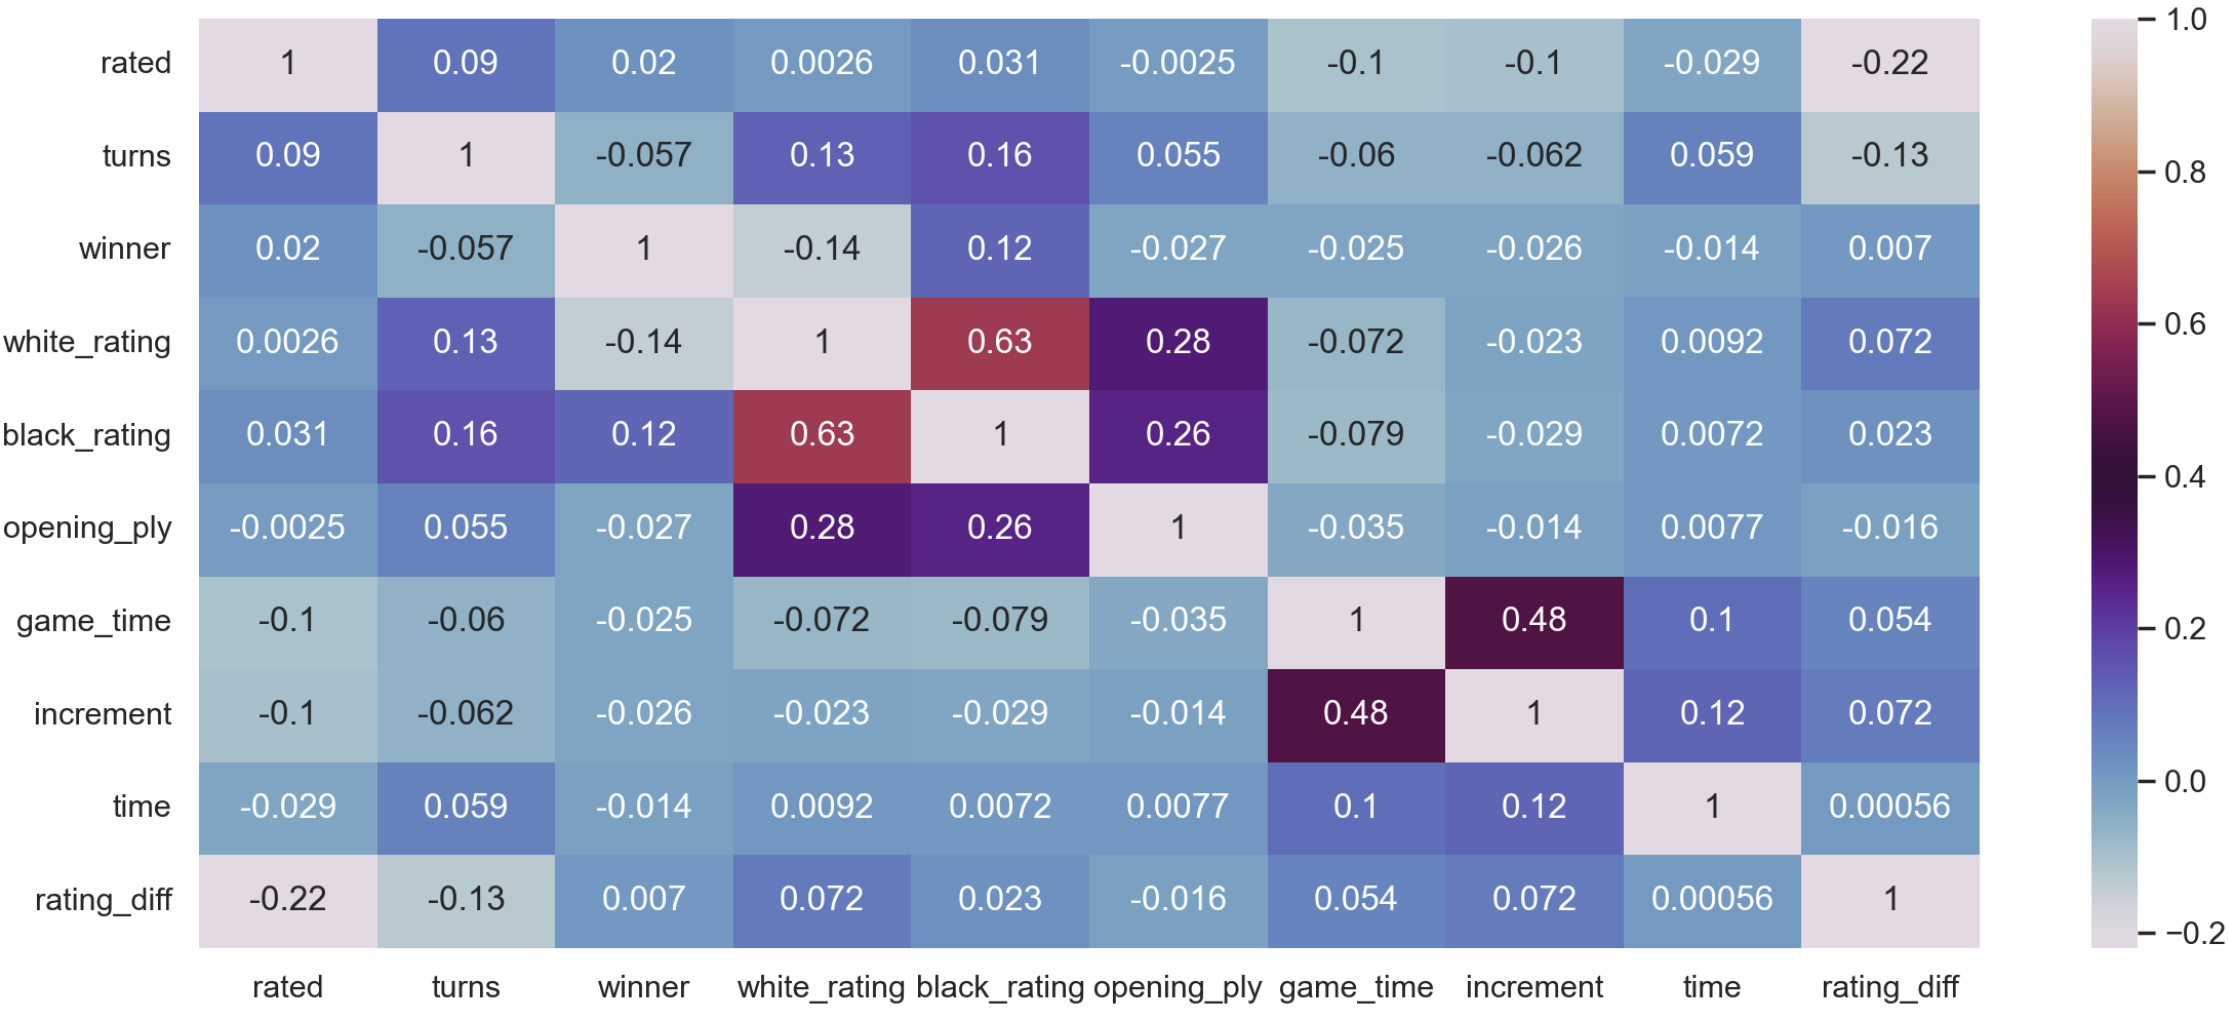 rated 1 0.09 0.02 0.0026 0.031 -0.0025 -0.1 -0.1 -0.029 -0.22
turns 0.09 1 -0.057 0.13 0.16 0.055 -0.06 -0.062 0.059 -0.13
winner 0.02 -0.057 1 -0.14 0.12 -0.027 -0.025 -0.026 -0.014 0.007
white_rating 0.0026 0.13 -0.14 1 0.63 0.28 -0.072 -0.023 0.0092 0.072
black_rating 0.031 0.16 0.12 0.63 1 0.26 -0.079 -0.029 0.0072 0.023
opening_ply -0.0025 0.055 -0.027 0.28 0.26 1 -0.035 -0.014 0.0077 -0.016
game_time -0.1 -0.06 -0.025 -0.072 -0.079 -0.035 1 0.48 0.1 0.054
increment -0.1 -0.062 -0.026 -0.023 -0.029 -0.014 0.48 1 0.12 0.072
time -0.029 0.059 -0.014 0.0092 0.0072 0.0077 0.1 0.12 1 0.00056
rating_diff -0.22 -0.13 0.007 0.072 0.023 -0.016 0.054 0.072 0.00056 1
rated turns winner white_rating black_rating opening_ply game_time increment time rating_diff
1.0
0.8
0.6
0.4
0.2
0.0
−0.2